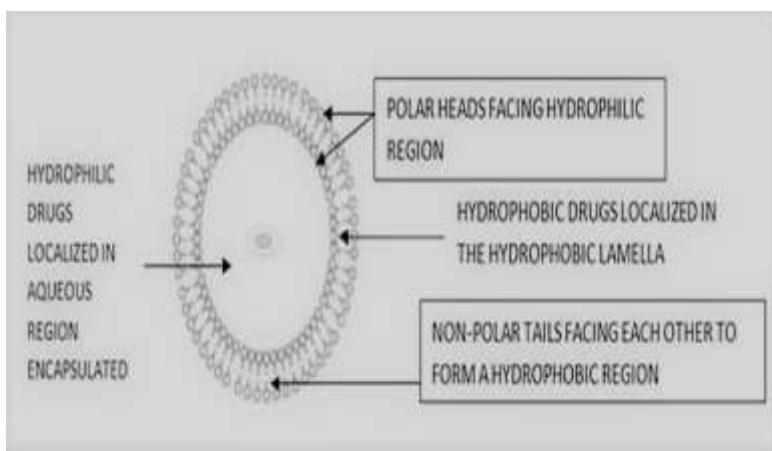 POLAR HEADS FACING HYDROPHILIC
REGION
HYDROPHILIC
DRUGS
LOCALIZED IN
AQUEOUS
REGION
ENCAPSULATED
HYDROPHOBIC DRUGS LOCALIZED IN
THE HYDROPHOBIC LAMELLA
NON-POLAR TAILS FACING EACH OTHER TO
FORM A HYDROPHOBIC REGION